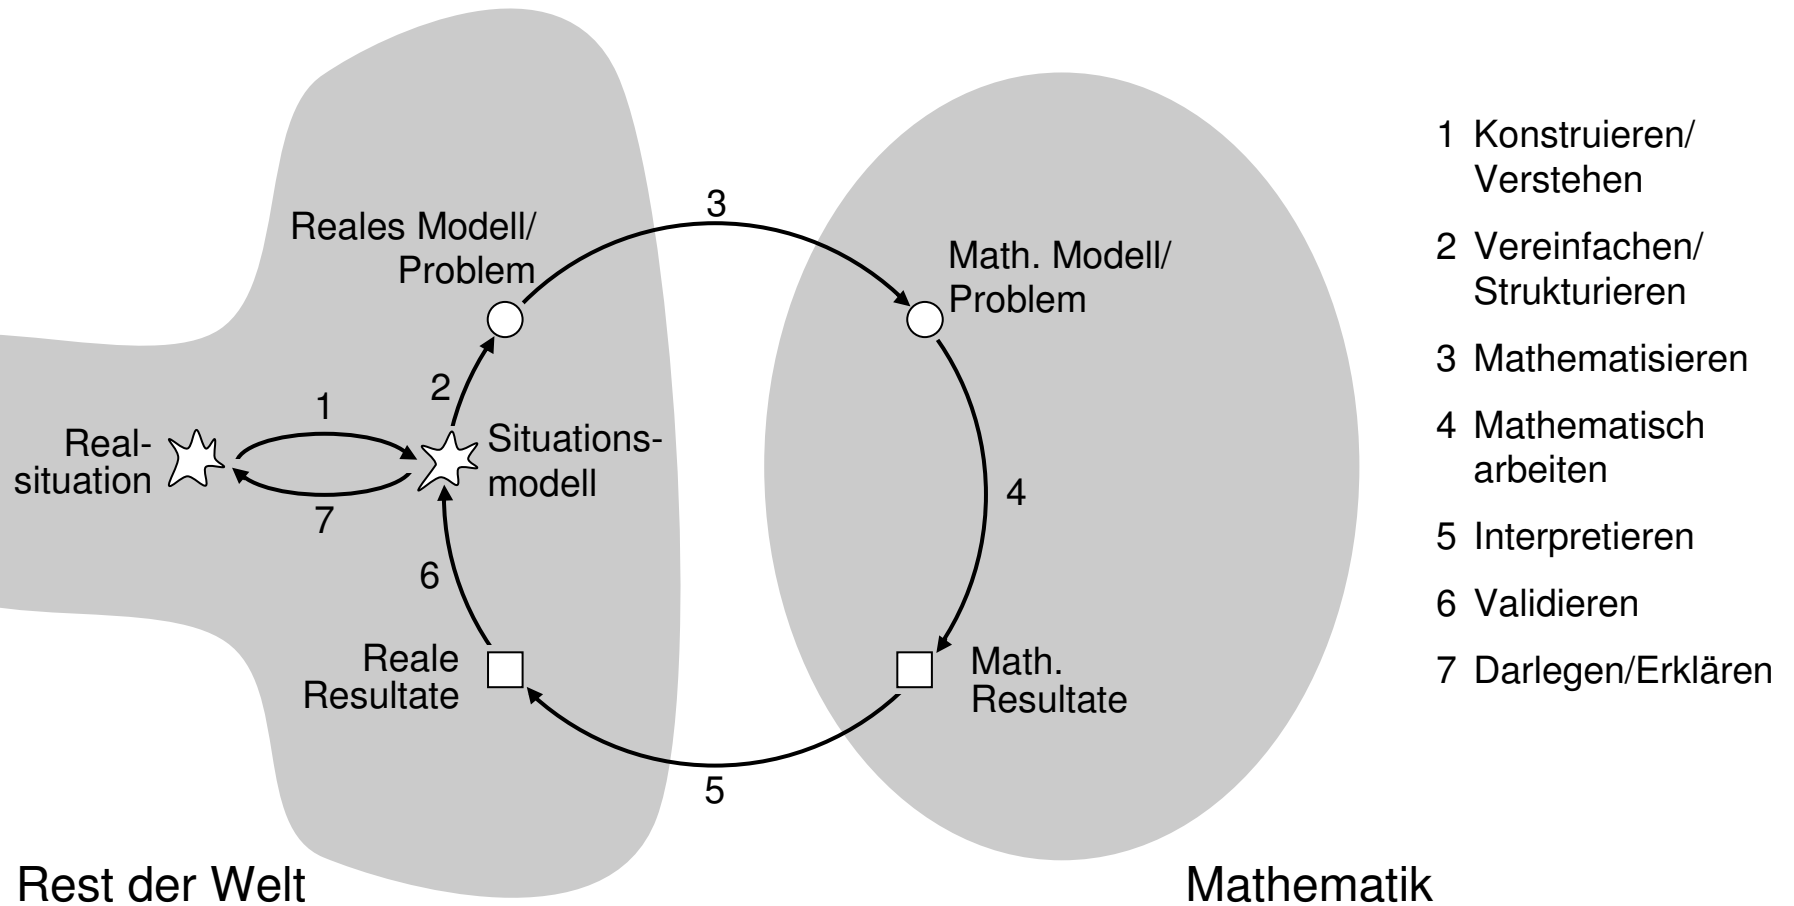 3
Reales Modell/
Problem
Math. Modell/
Problem
2
1
Real-
situation
Situations-
modell
7
4
6
Reale
Resultate
Math.
Resultate
5
Rest der Welt
Mathematik
1 Konstruieren/
Verstehen
2 Vereinfachen/
Strukturieren
3 Mathematisieren
4 Mathematisch
arbeiten
5 Interpretieren
6 Validieren
7 Darlegen/Erklären